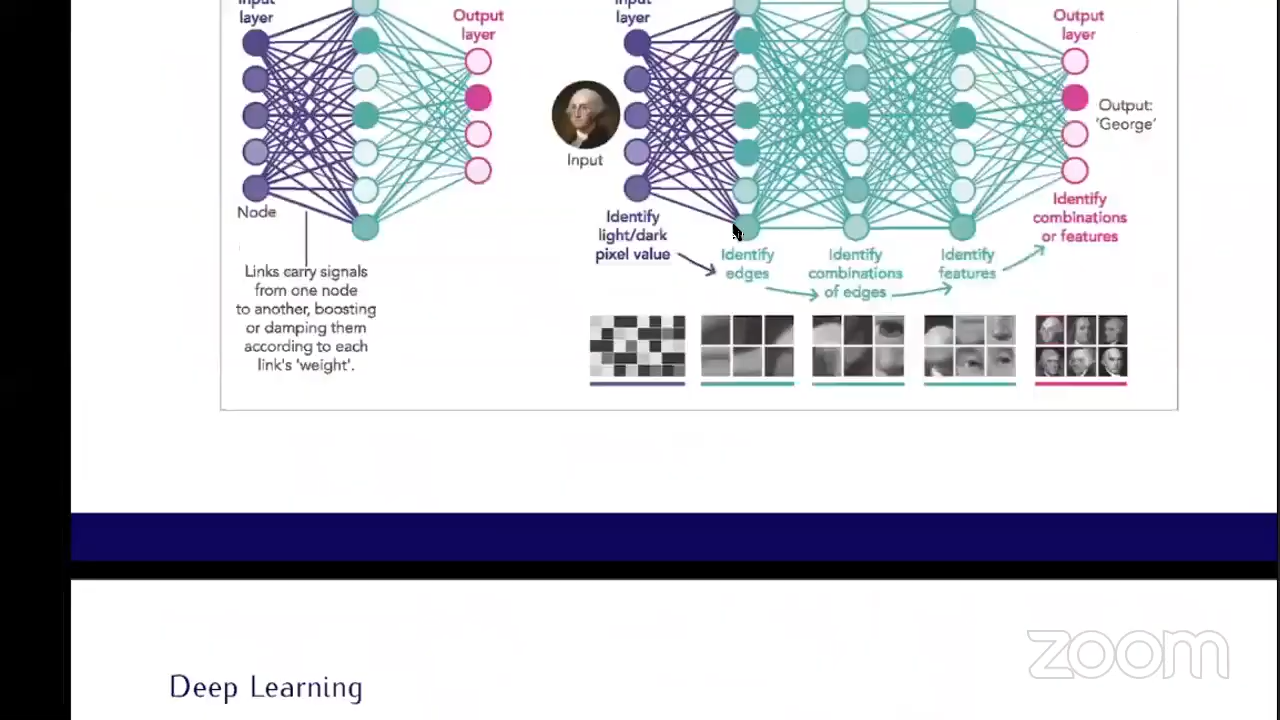 Input
layer
Output
layer
Node
Links carry signals
from one node
to another, boosting
or damping them
according to each
link's 'weight'.
Input
layer
Input
Output
layer
Output:
'George'
Identify
light/dark
pixel value
Identify
edges
Identify
combinations
of edges
Identify
features
Identify
combinations
or features
Deep Learning
zoom